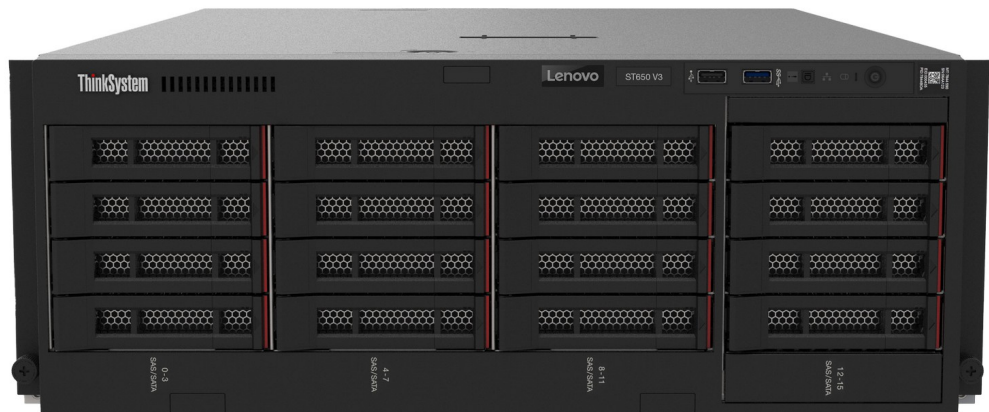 ThinkSystem
Lenovo
ST650 V3
0-3
SAS/SATA
4-7
SAS/SATA
8-11
SAS/SATA
12-15
SAS/SATA